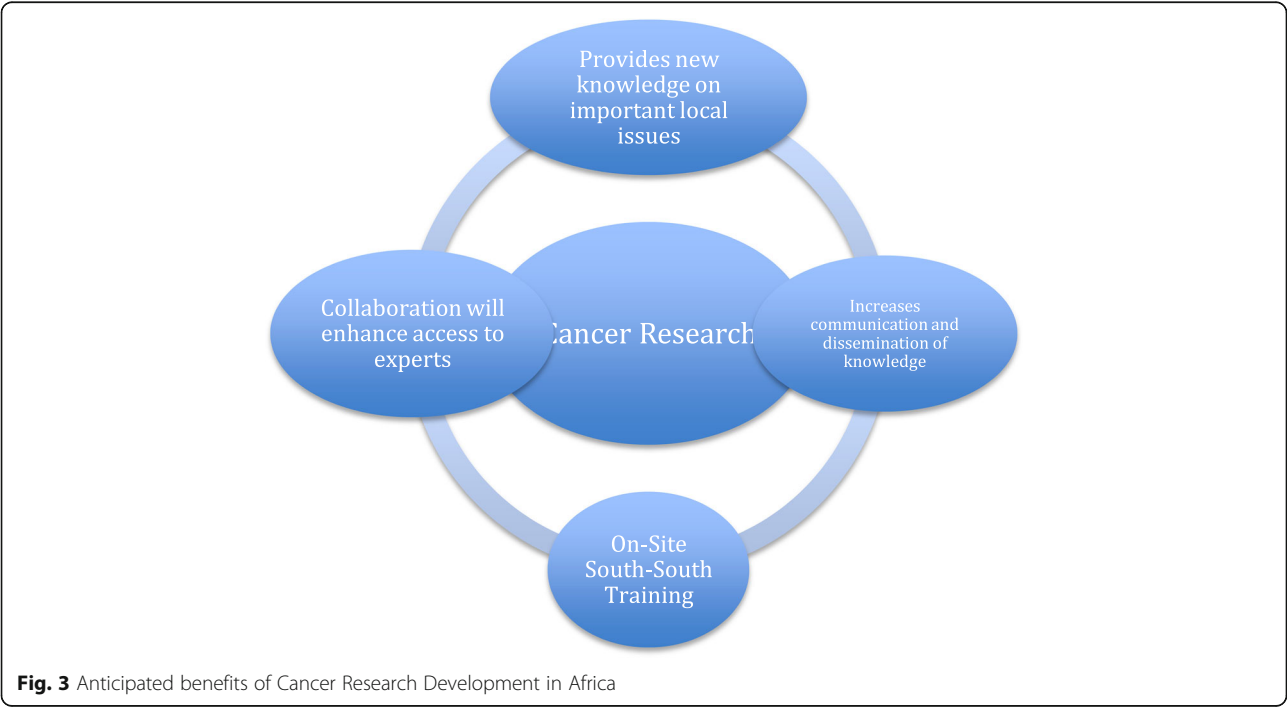 Provides new
knowledge on
important local
issues
Collaboration will
enhance access to
experts
Cancer Research
Increases
communication and
dissemination of
knowledge
On-Site
South-South
Training
Fig. 3 Anticipated benefits of Cancer Research Development in Africa